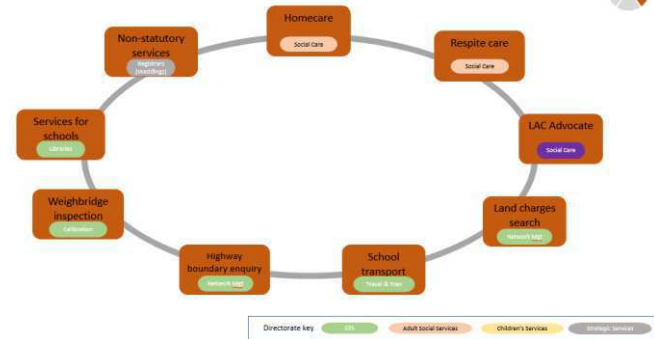 Homecare
Social Care
Respite care
Social Care
LAC Advocate
Social Care
Land charges
search
Network Mgt
School
transport
Travel & Tran
Highway
boundary enquiry
Network Mgt
Weighbridge
inspection
Calibration
Services for
schools
Libraries
Non-statutory
services
Registrars
(Weddings)
Directorate key
Adult Social Services
Children's Services
Strategic Services